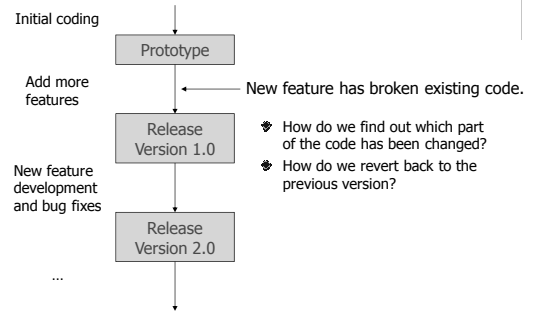 Initial coding
Prototype
Add more
features
New feature has broken existing code.
Release
Version 1.0
How do we find out which part
of the code has been changed?
How do we revert back to the
previous version?
New feature
development
and bug fixes
Release
Version 2.0
...